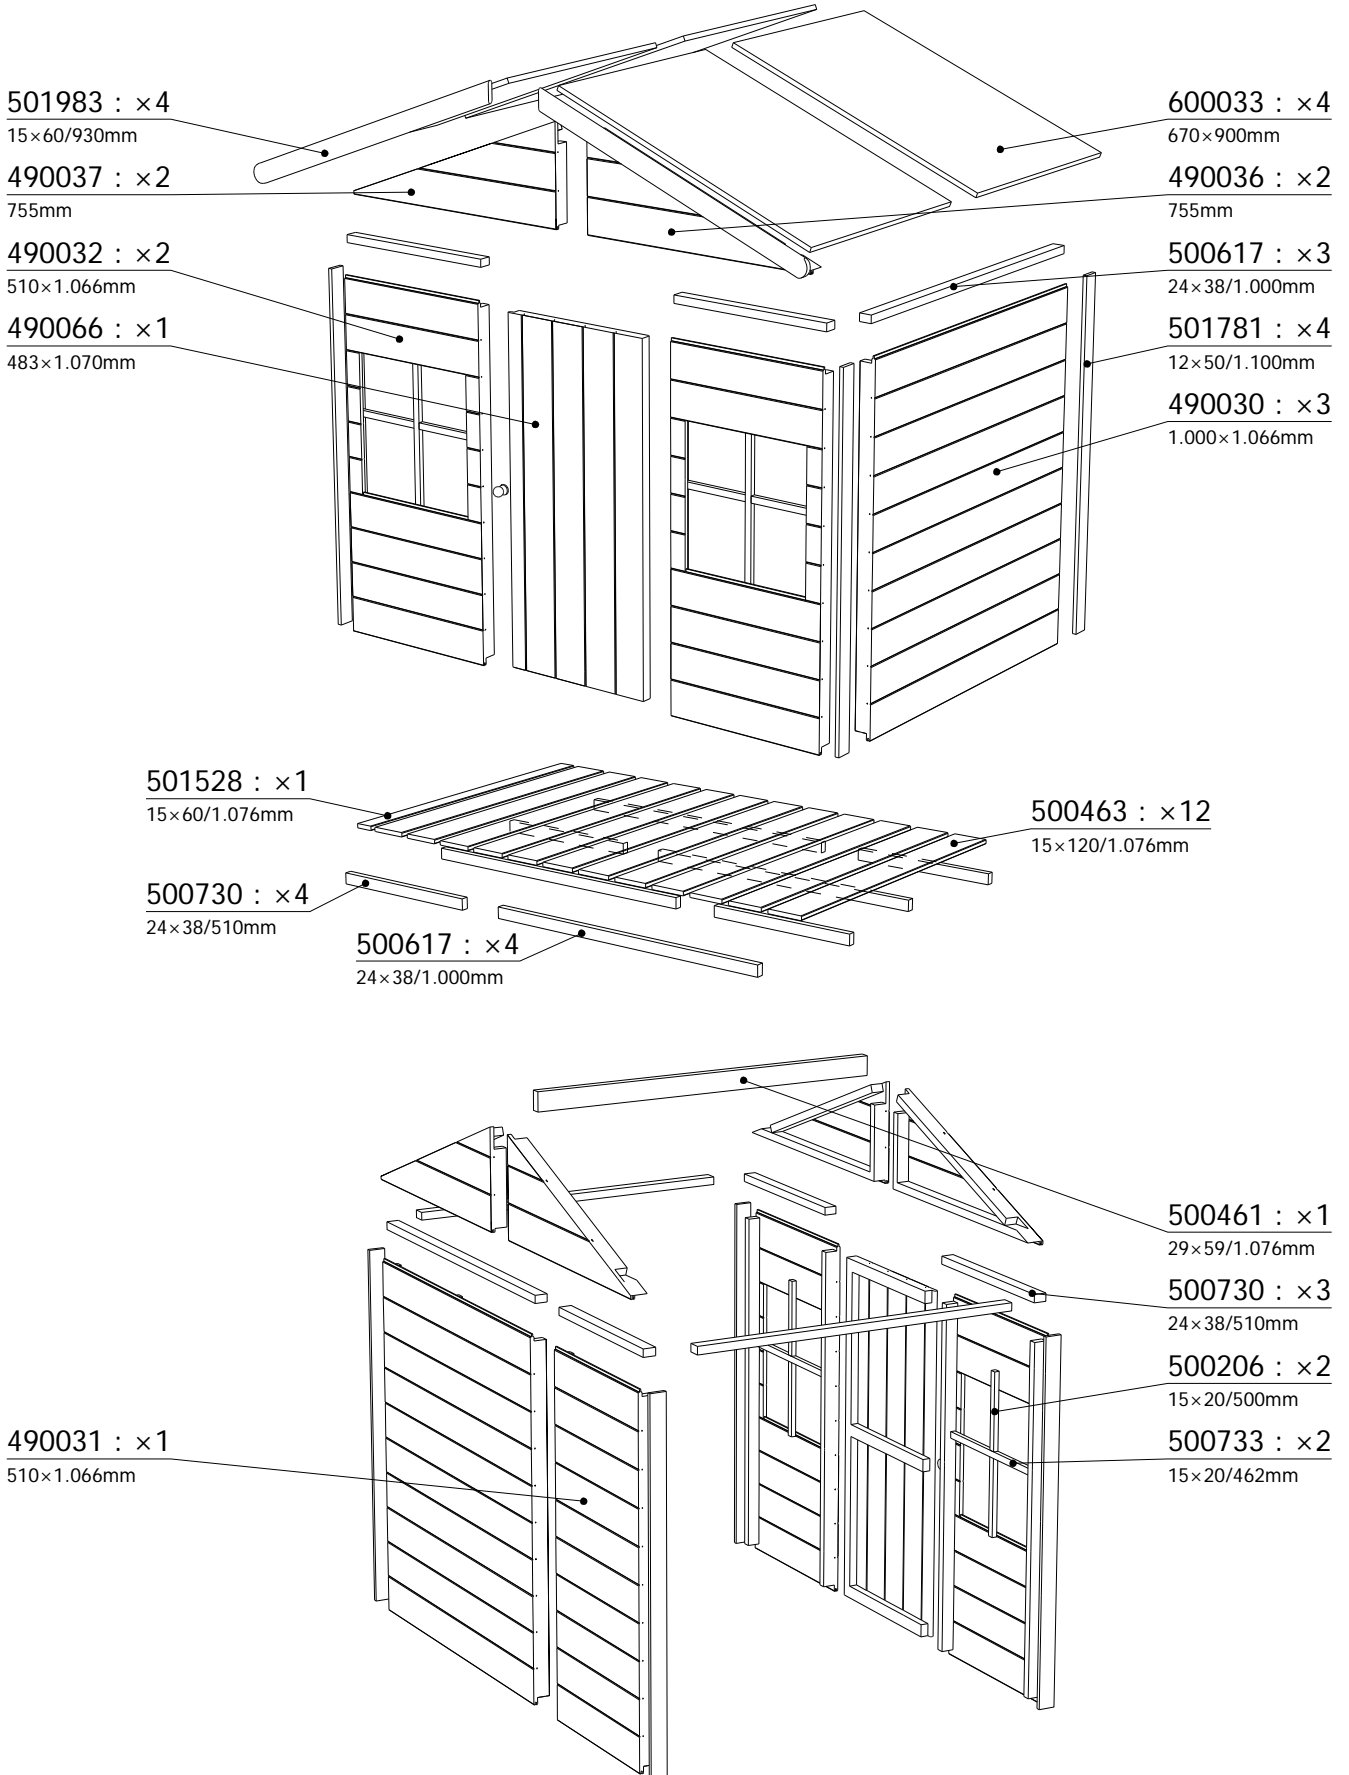 501983 : ×4
15×60/930mm
490037 : ×2
755mm
490032 : ×2
510×1.066mm
490066 : ×1
483×1.070mm
600033 : ×4
670×900mm
490036 : ×2
755mm
500617 : ×3
24×38/1.000mm
501781 : ×4
12×50/1.100mm
490030 : ×3
1.000×1.066mm
501528 : ×1
15×60/1.076mm
500730 : ×4
24×38/510mm
500617 : ×4
24×38/1.000mm
500463 : ×12
15×120/1.076mm
490031 : ×1
510×1.066mm
500461 : ×1
29×59/1.076mm
500730 : ×3
24×38/510mm
500206 : ×2
15×20/500mm
500733 : ×2
15×20/462mm